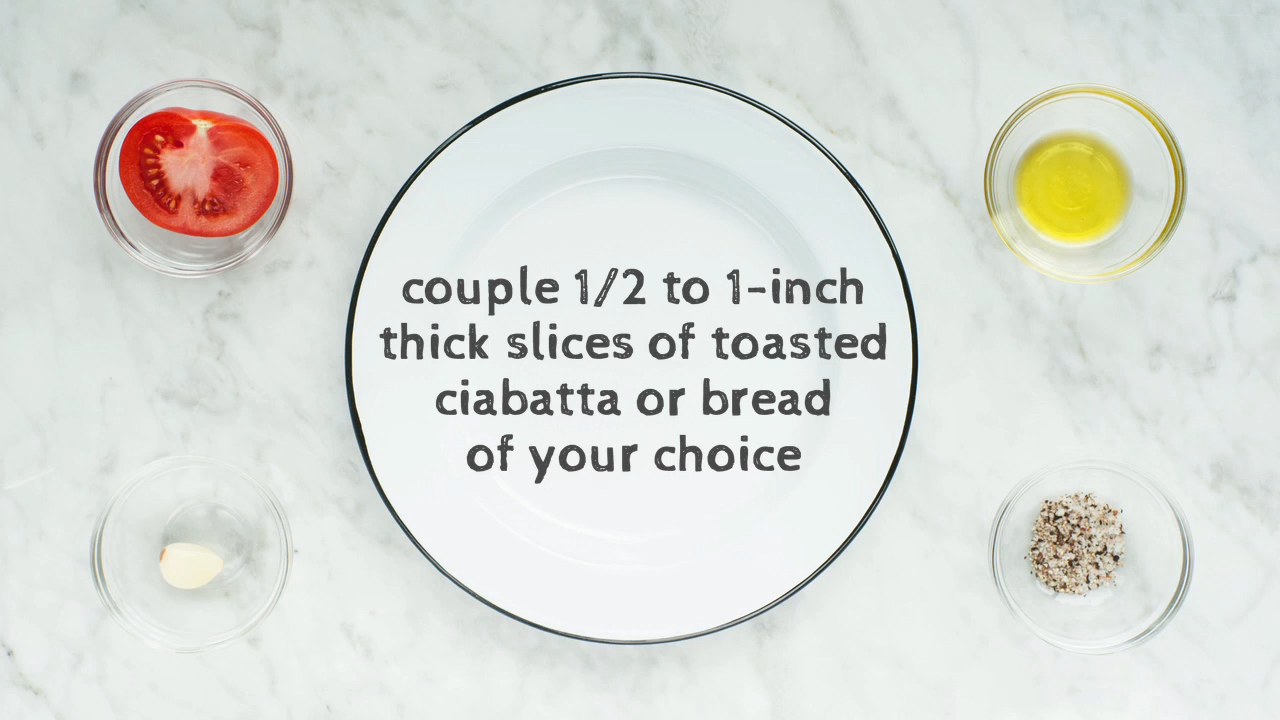 couple 1/2 to 1-inch
thick slices of toasted
ciabatta or bread
of your choice